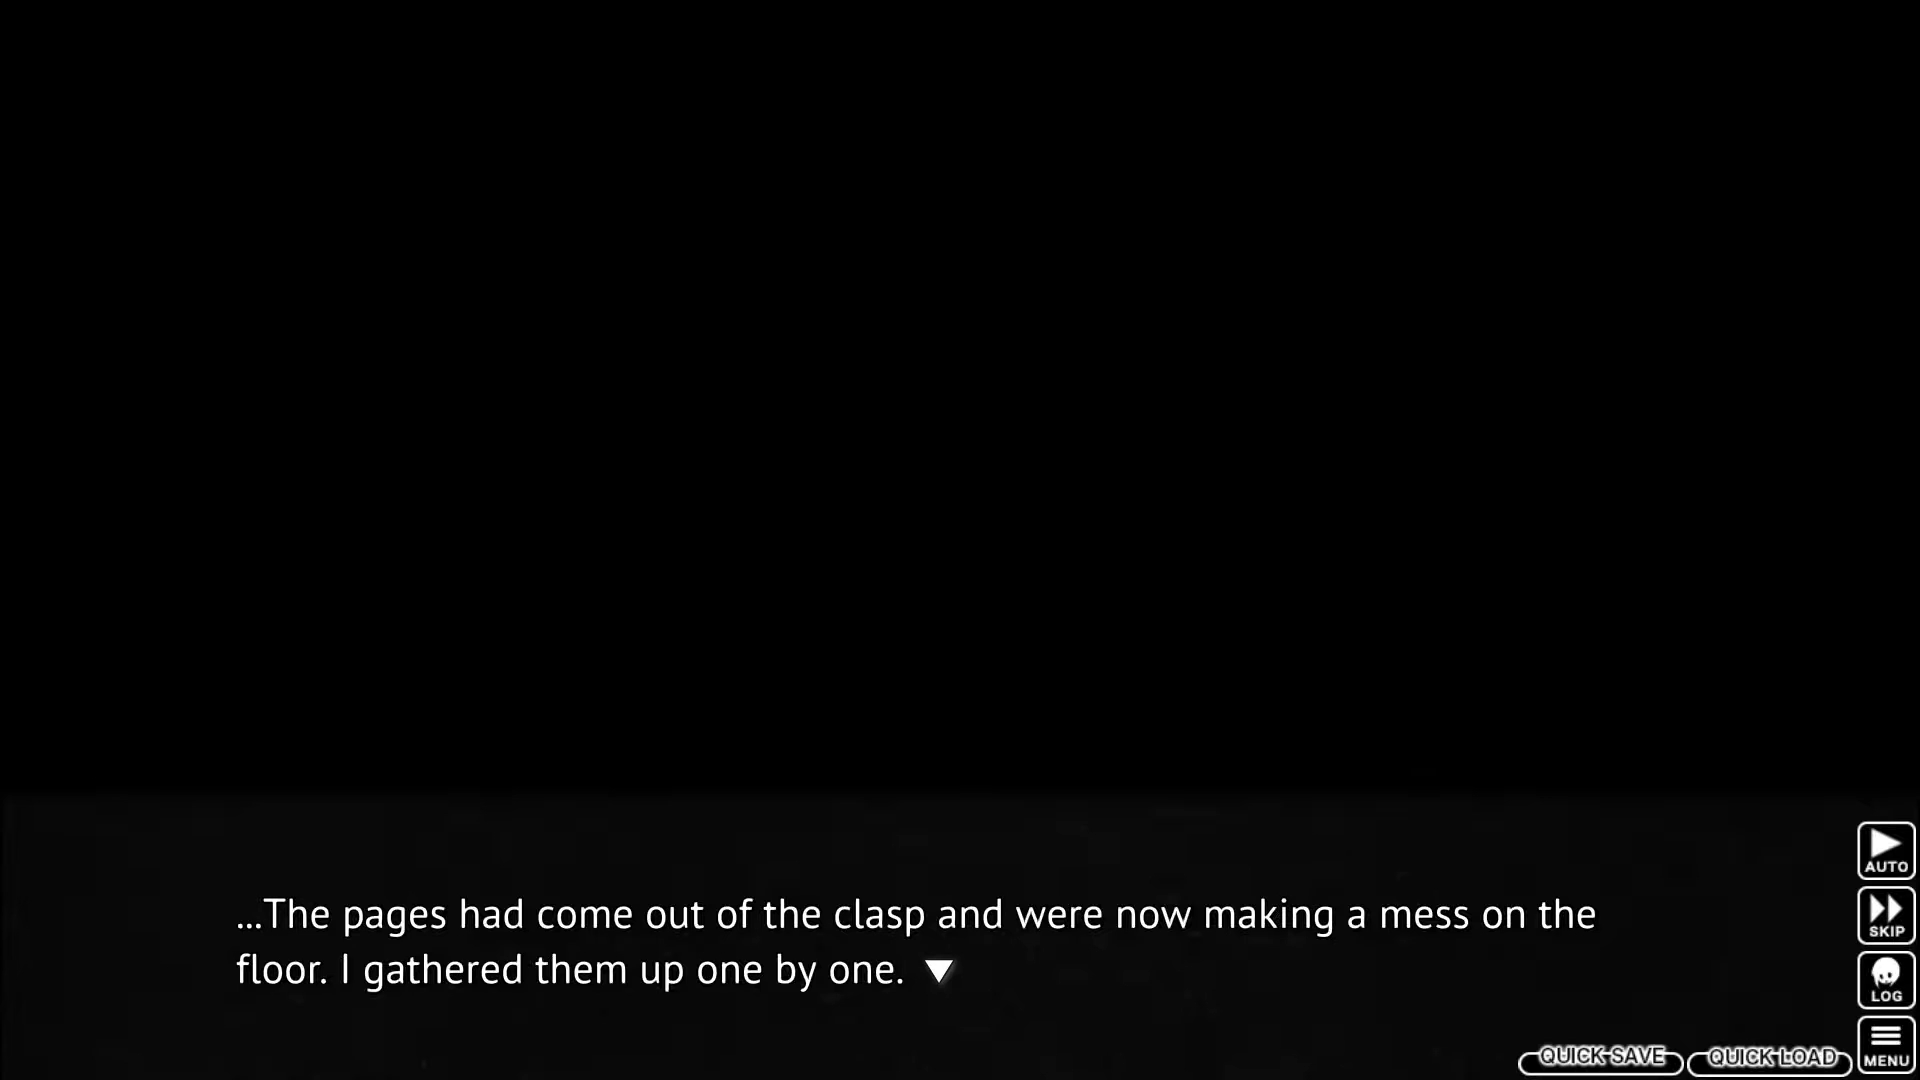 ...The pages had come out of the clasp and were now making a mess on the
floor. I gathered them up one by one.
AUTO
SKIP
LOG
MENU
QUICK SAVE
QUICK LOAD